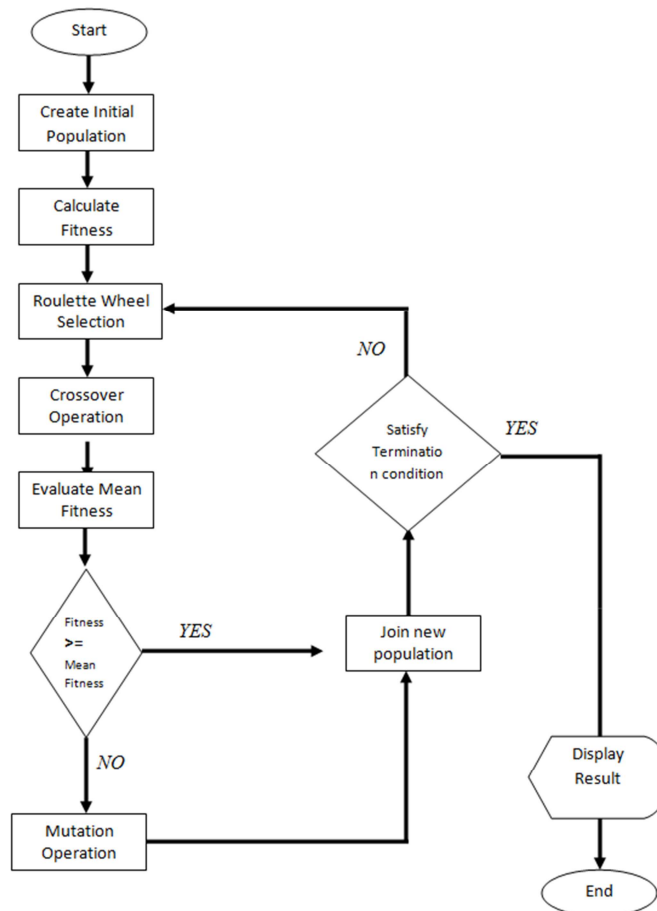 Start
Create Initial
Population
Calculate
Fitness
Roulette Wheel
Selection
Crossover
Operation
Evaluate Mean
Fitness
Fitness
>=
Mean
Fitness
YES
NO
Mutation
Operation
Join new
population
Satisfy
Terminatio
n condition
NO
YES
Display
Result
End